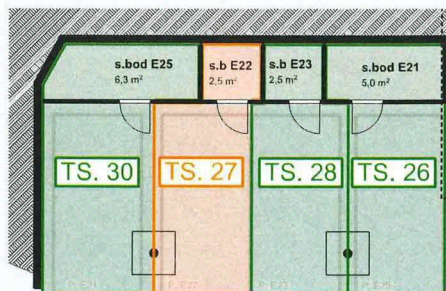 s.bod E25
6,3 m²
s.b E22
2,5 m²
s.b E23
2,5 m²
s.bod E21
5,0 m²
TS. 30
TS. 27
TS. 28
TS. 26